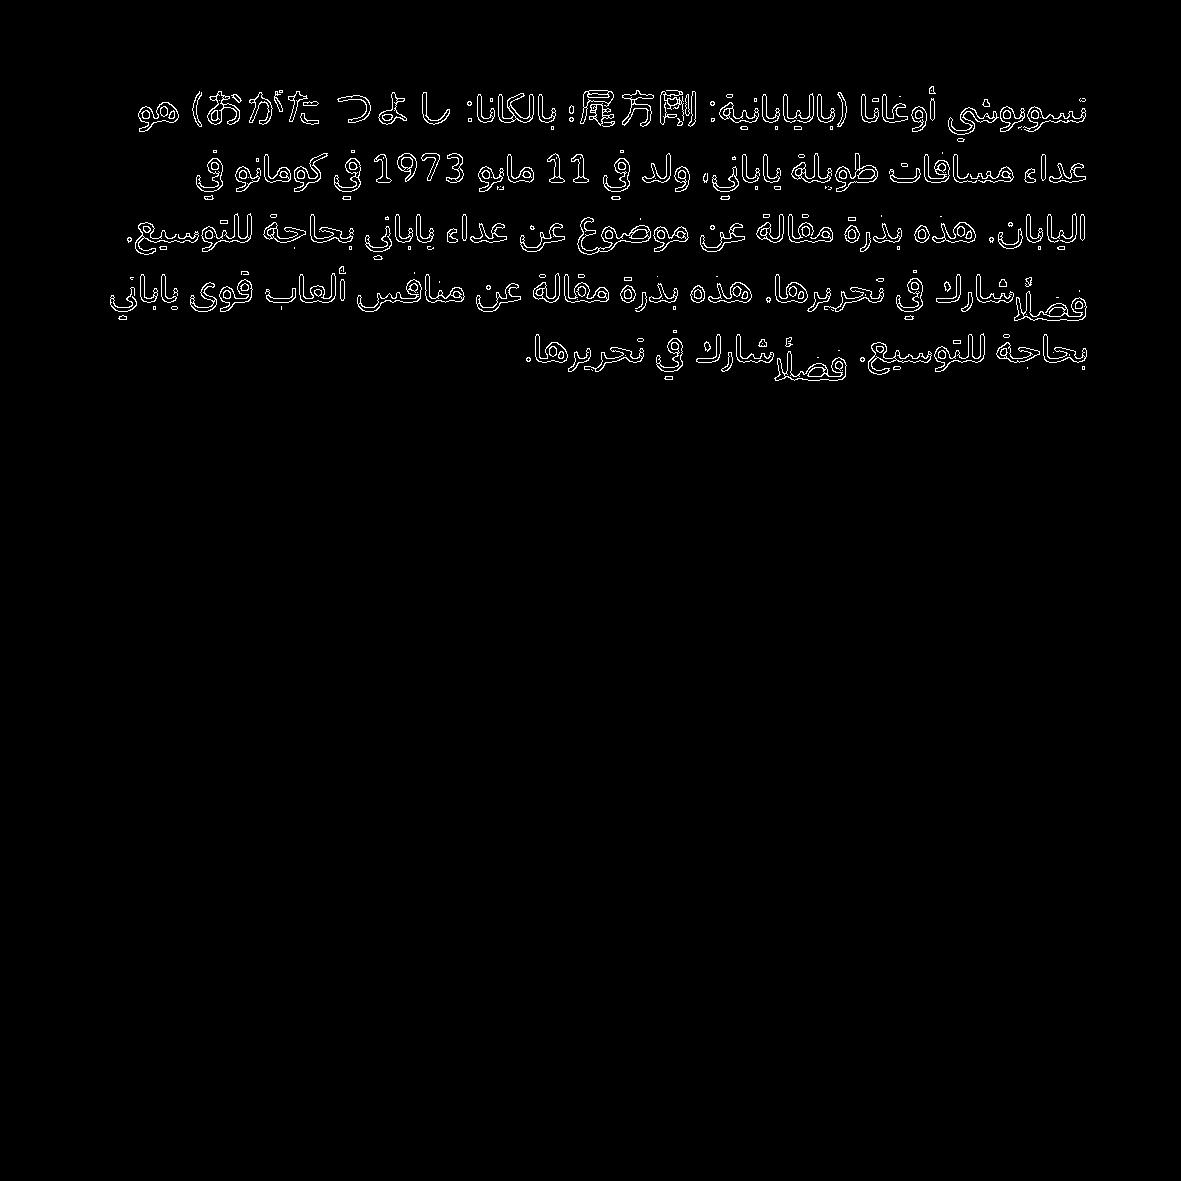 تسويوشي أوغاتا (باليابانية: 尾方剛؛ بالكانا: おがた つよし) هو
عداء مسافات طويلة ياباني، ولد في 11 مايو 1973 في كومانو في
اليابان. هذه بذرة مقالة عن موضوع عن عداء ياباني بحاجة للتوسيع.
فضلًا شارك في تحريرها. هذه بذرة مقالة عن منافس ألعاب قوى ياباني
بحاجة للتوسيع. فضلًا شارك في تحريرها.